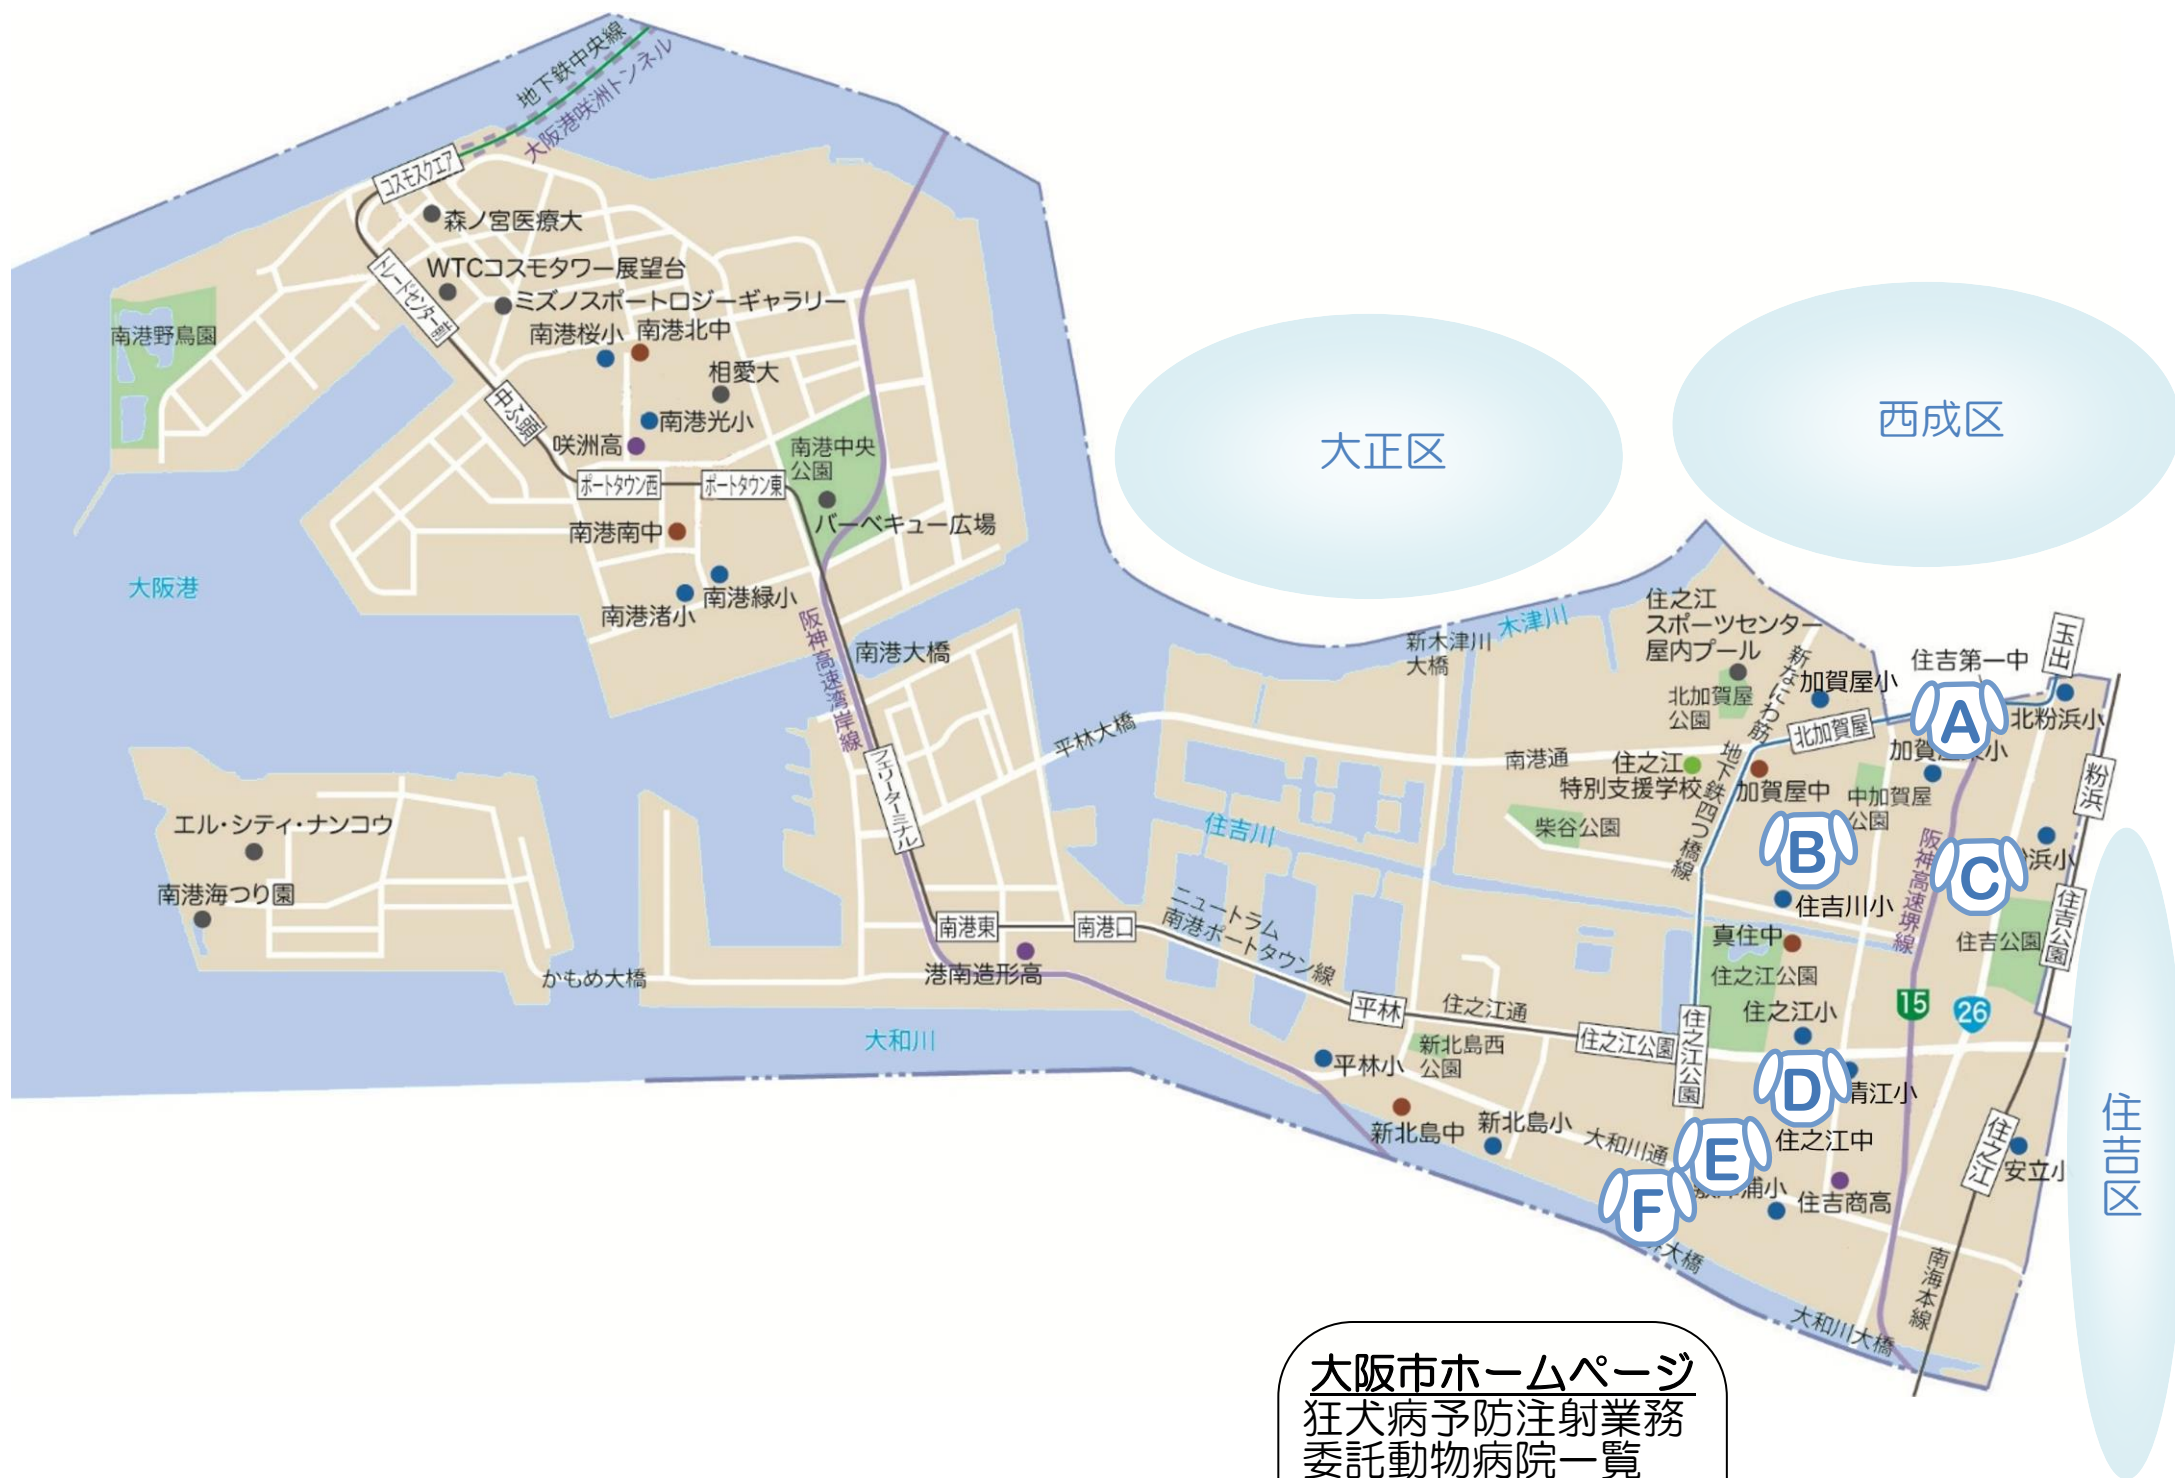 地下鉄中央線
大阪港咲洲トンネル
コスモスクエア
森ノ宮医療大
トレードセンター前
WTCコスモタワー展望台
ミズノスポートロジーギャラリー
南港野鳥園
南港桜小
南港北中
相愛大
中ふ頭
南港光小
咲洲高
南港中央
公園
ポートタウン西
ポートタウン東
バーベキュー広場
南港南中
南港緑小
南港渚小
大阪港
阪神高速湾岸線
南港大橋
大正区
西成区
木津川
新木津川
大橋
住之江
スポーツセンター
屋内プール
新なにわ筋
北加賀屋
公園
加賀屋小
住吉第一中
玉出
北粉浜小
A
北加賀屋
加賀屋東小
粉浜
平林大橋
南港通
住之江
特別支援学校
地下鉄四つ橋線
加賀屋中
中加賀屋
公園
柴谷公園
住吉川
フェリーターミナル
B
阪神高速堺線
C
浜小
住吉公園
エル・シティ・ナンコウ
南港海つり園
住吉川小
真住中
住吉公園
住之江公園
南港東
南港口
ニュートラム
南港ポートタウン線
港南造形高
かもめ大橋
平林
住之江通
住之江小
15
26
大和川
新北島西
公園
住之江公園
住之江公園
平林小
D
清江小
新北島中
新北島小
大和川通
E
住之江中
住之江
安立小
住吉区
F
浦小
住吉商高
大橋
南海本線
大和川大橋
大阪市ホームページ
狂犬病予防注射業務
委託動物病院一覧